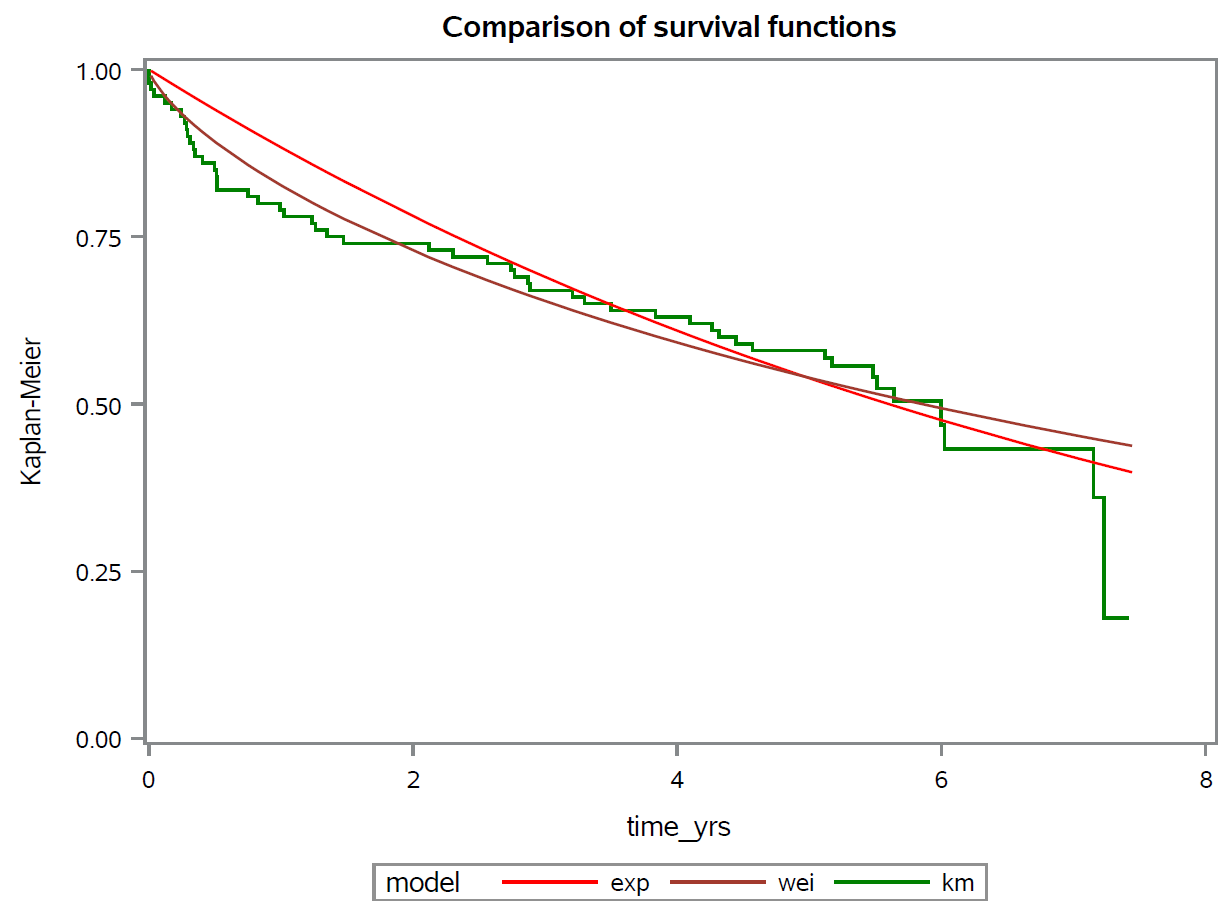 Comparison of survival functions
1.00
0.75
0.50
0.25
0.00
Kaplan-Meier
0 2 4 6 8
time_yrs
model exp wei km